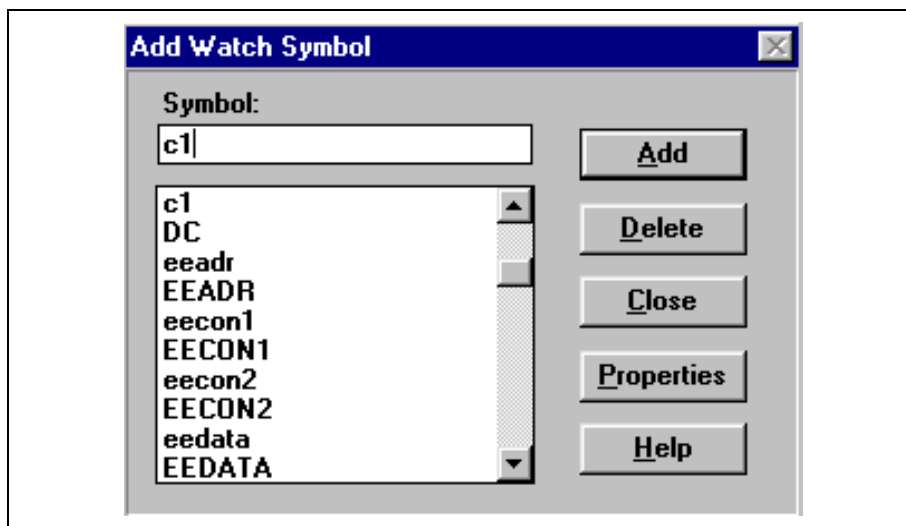 Add Watch Symbol
Symbol:
c1
c1
DC
eeadr
EEADR
eecon1
EECON1
eecon2
EECON2
eedata
EEDATA
Add
Delete
Close
Properties
Help